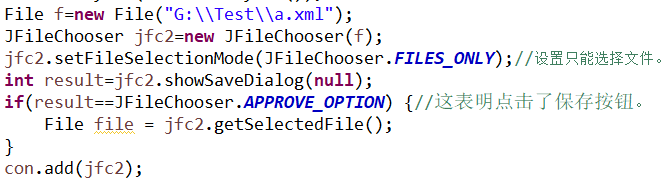 File f=new File("G:\\Test\\a.xml");
JFileChooser jfc2=new JFileChooser(f);
jfc2.setFileSelectionMode(JFileChooser.FILES_ONLY);//设置只能选择文件。
int result=jfc2.showSaveDialog(null);
if(result==JFileChooser.APPROVE_OPTION) {//这表明点击了保存按钮。
    File file = jfc2.getSelectedFile();
}
con.add(jfc2);